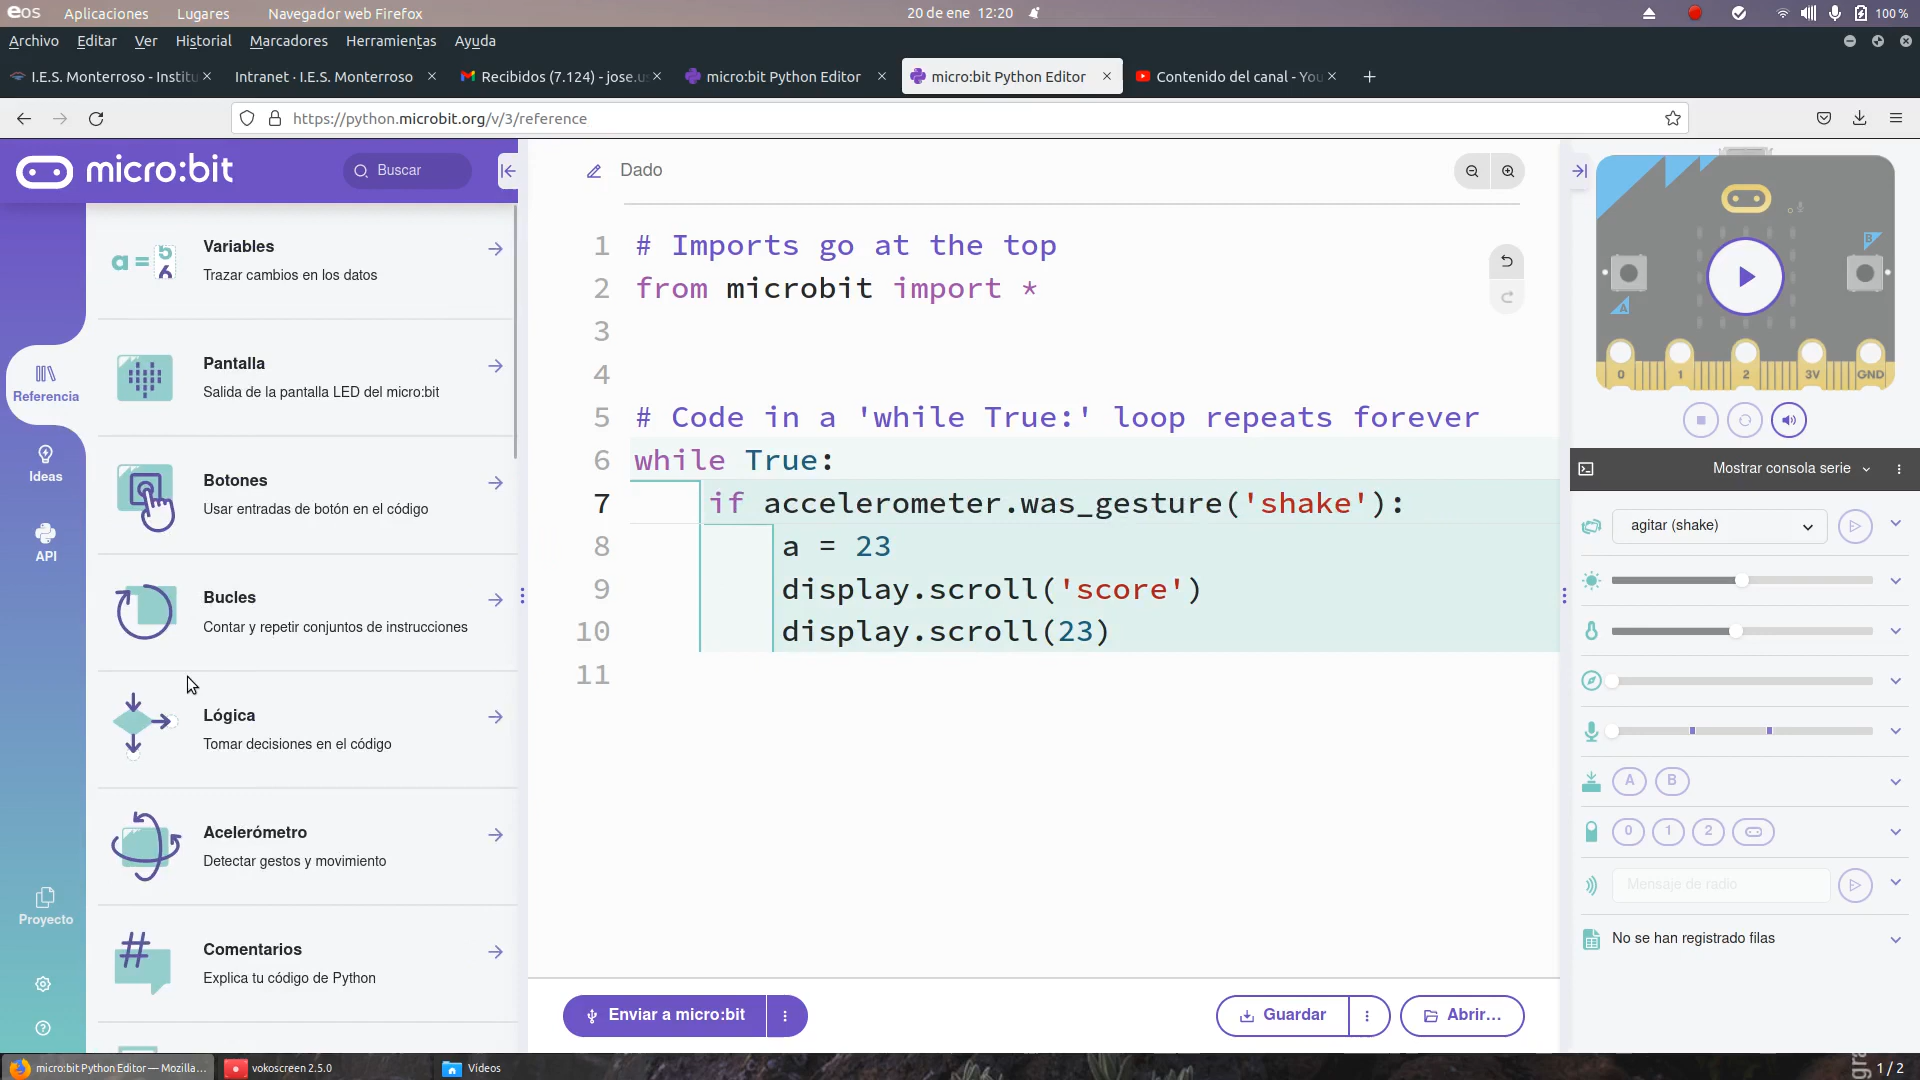 eos Aplicaciones Lugares Navegador web Firefox 20 de ene 12:20 100 %
Archivo Editar Ver Historial Marcadores Herramientas Ayuda
I.E.S. Monterroso - Institu Intranet · I.E.S. Monterroso Recibidos (7.124) - jose.us micro:bit Python Editor micro:bit Python Editor Contenido del canal - You
https://python.microbit.org/v/3/reference
micro:bit
Buscar
Referencia
Ideas
API
Proyecto
a = 5
6
Variables
Trazar cambios en los datos
Pantalla
Salida de la pantalla LED del micro:bit
Botones
Usar entradas de botón en el código
Bucles
Contar y repetir conjuntos de instrucciones
Lógica
Tomar decisiones en el código
Acelerómetro
Detectar gestos y movimiento
#
Comentarios
Explica tu código de Python
Dado
1 # Imports go at the top
2 from microbit import *
3
4
5 # Code in a 'while True:' loop repeats forever
6 while True:
7 if accelerometer.was_gesture('shake'):
8 a = 23
9 display.scroll('score')
10 display.scroll(23)
11
Enviar a micro:bit
Guardar
Abrir...
B
A
0 1 2 3V GND
Mostrar consola serie
agitar (shake)
A B
0 1 2
Mensaje de radio
No se han registrado filas
micro:bit Python Editor — Mozilla... vokoscreen 2.5.0 Vídeos 1 / 2